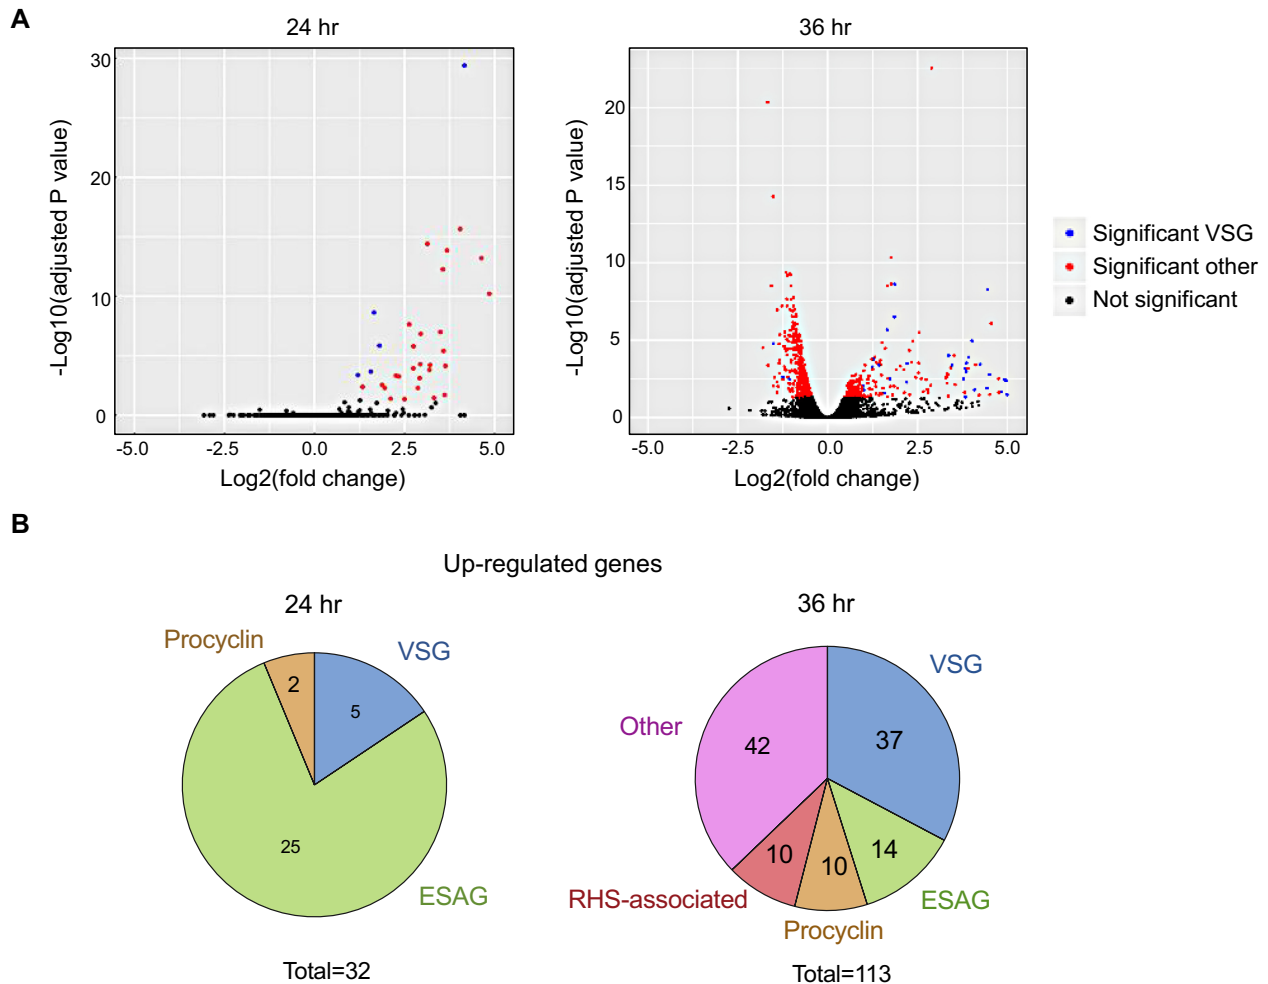 A
24 hr
36 hr
-Log10(adjusted P value)
30
20
10
0
-5.0
-2.5
0.0
2.5
5.0
Log2(fold change)
-Log10(adjusted P value)
20
15
10
5
0
-5.0
-2.5
0.0
2.5
5.0
Log2(fold change)
Significant VSG
Significant other
Not significant
B
Up-regulated genes
24 hr
Procyclin
VSG
2
5
25
ESAG
Total=32
36 hr
VSG
Other
42
37
10
10
14
RHS-associated
ESAG
Procyclin
Total=113